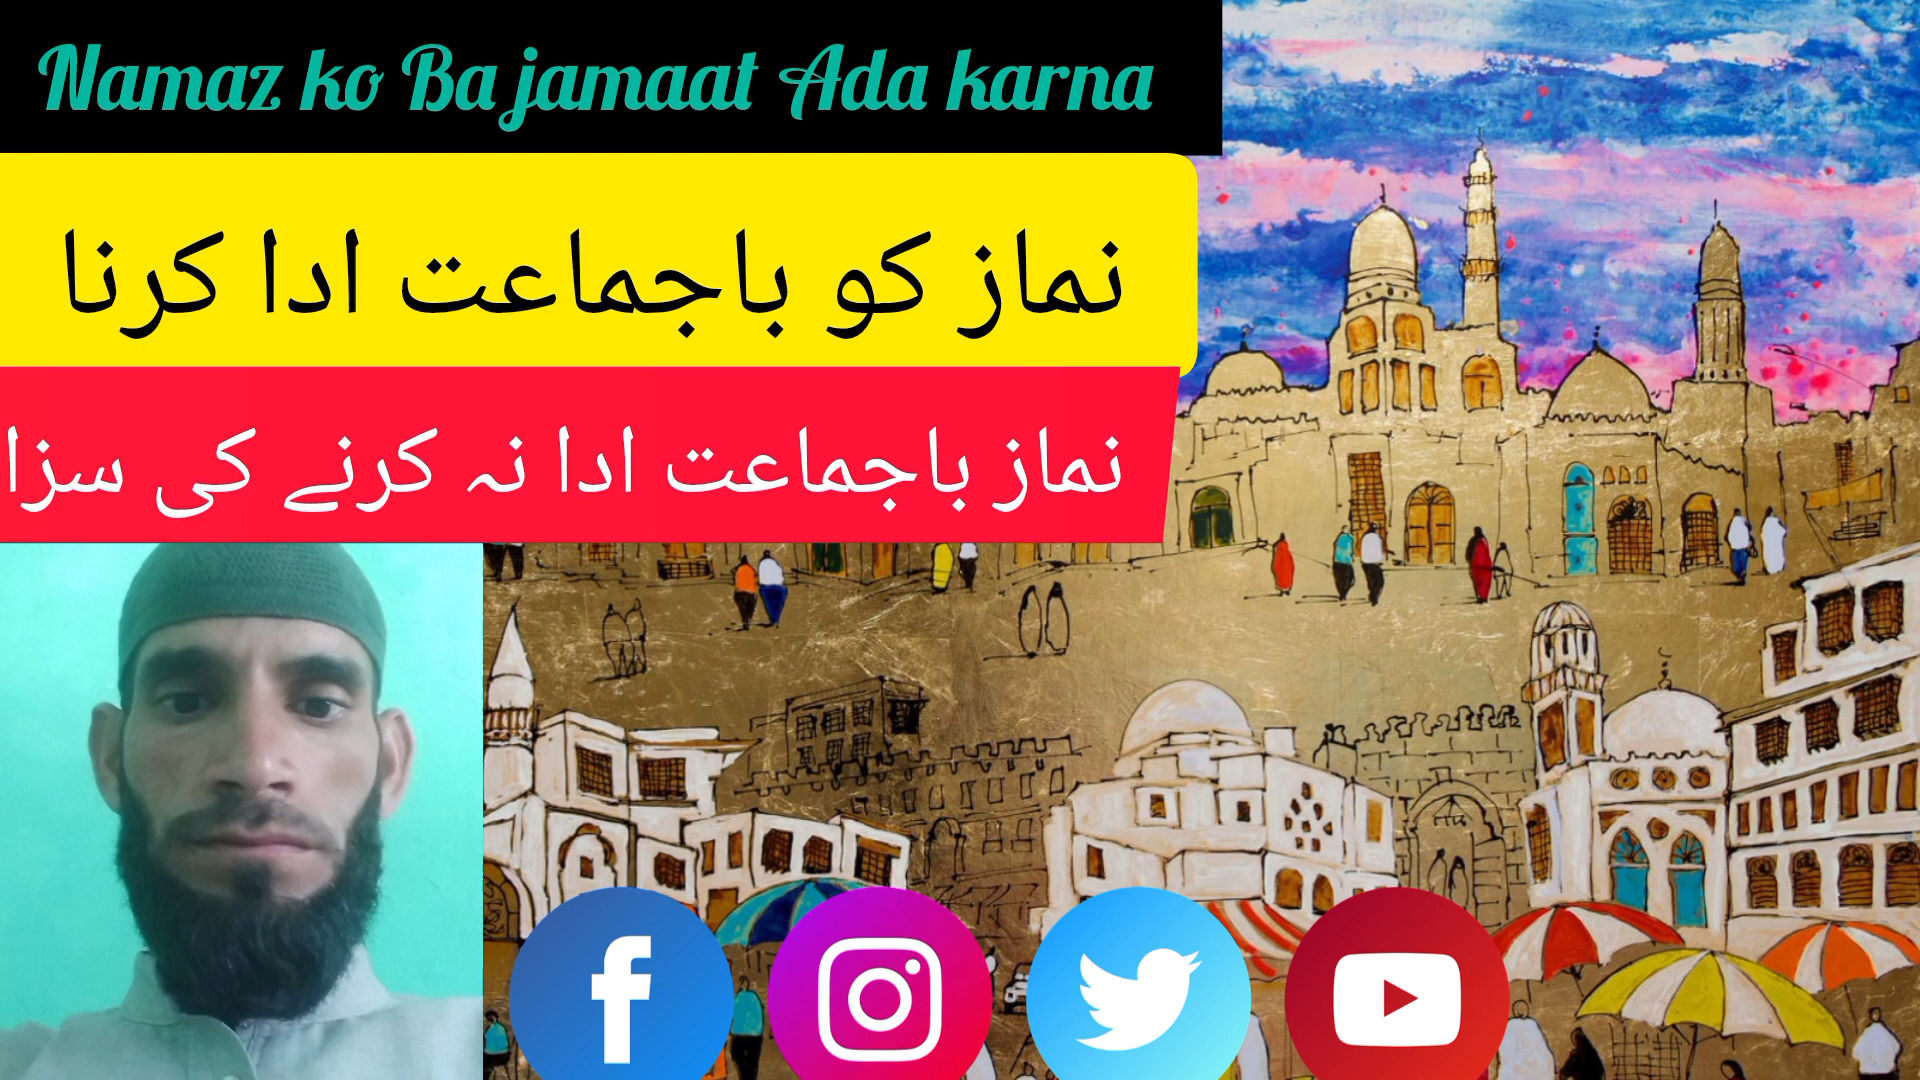 Namaz ko Ba jamaat Ada karna
نماز کو باجماعت ادا کرنا
نماز باجماعت ادا نہ کرنے کی سزا